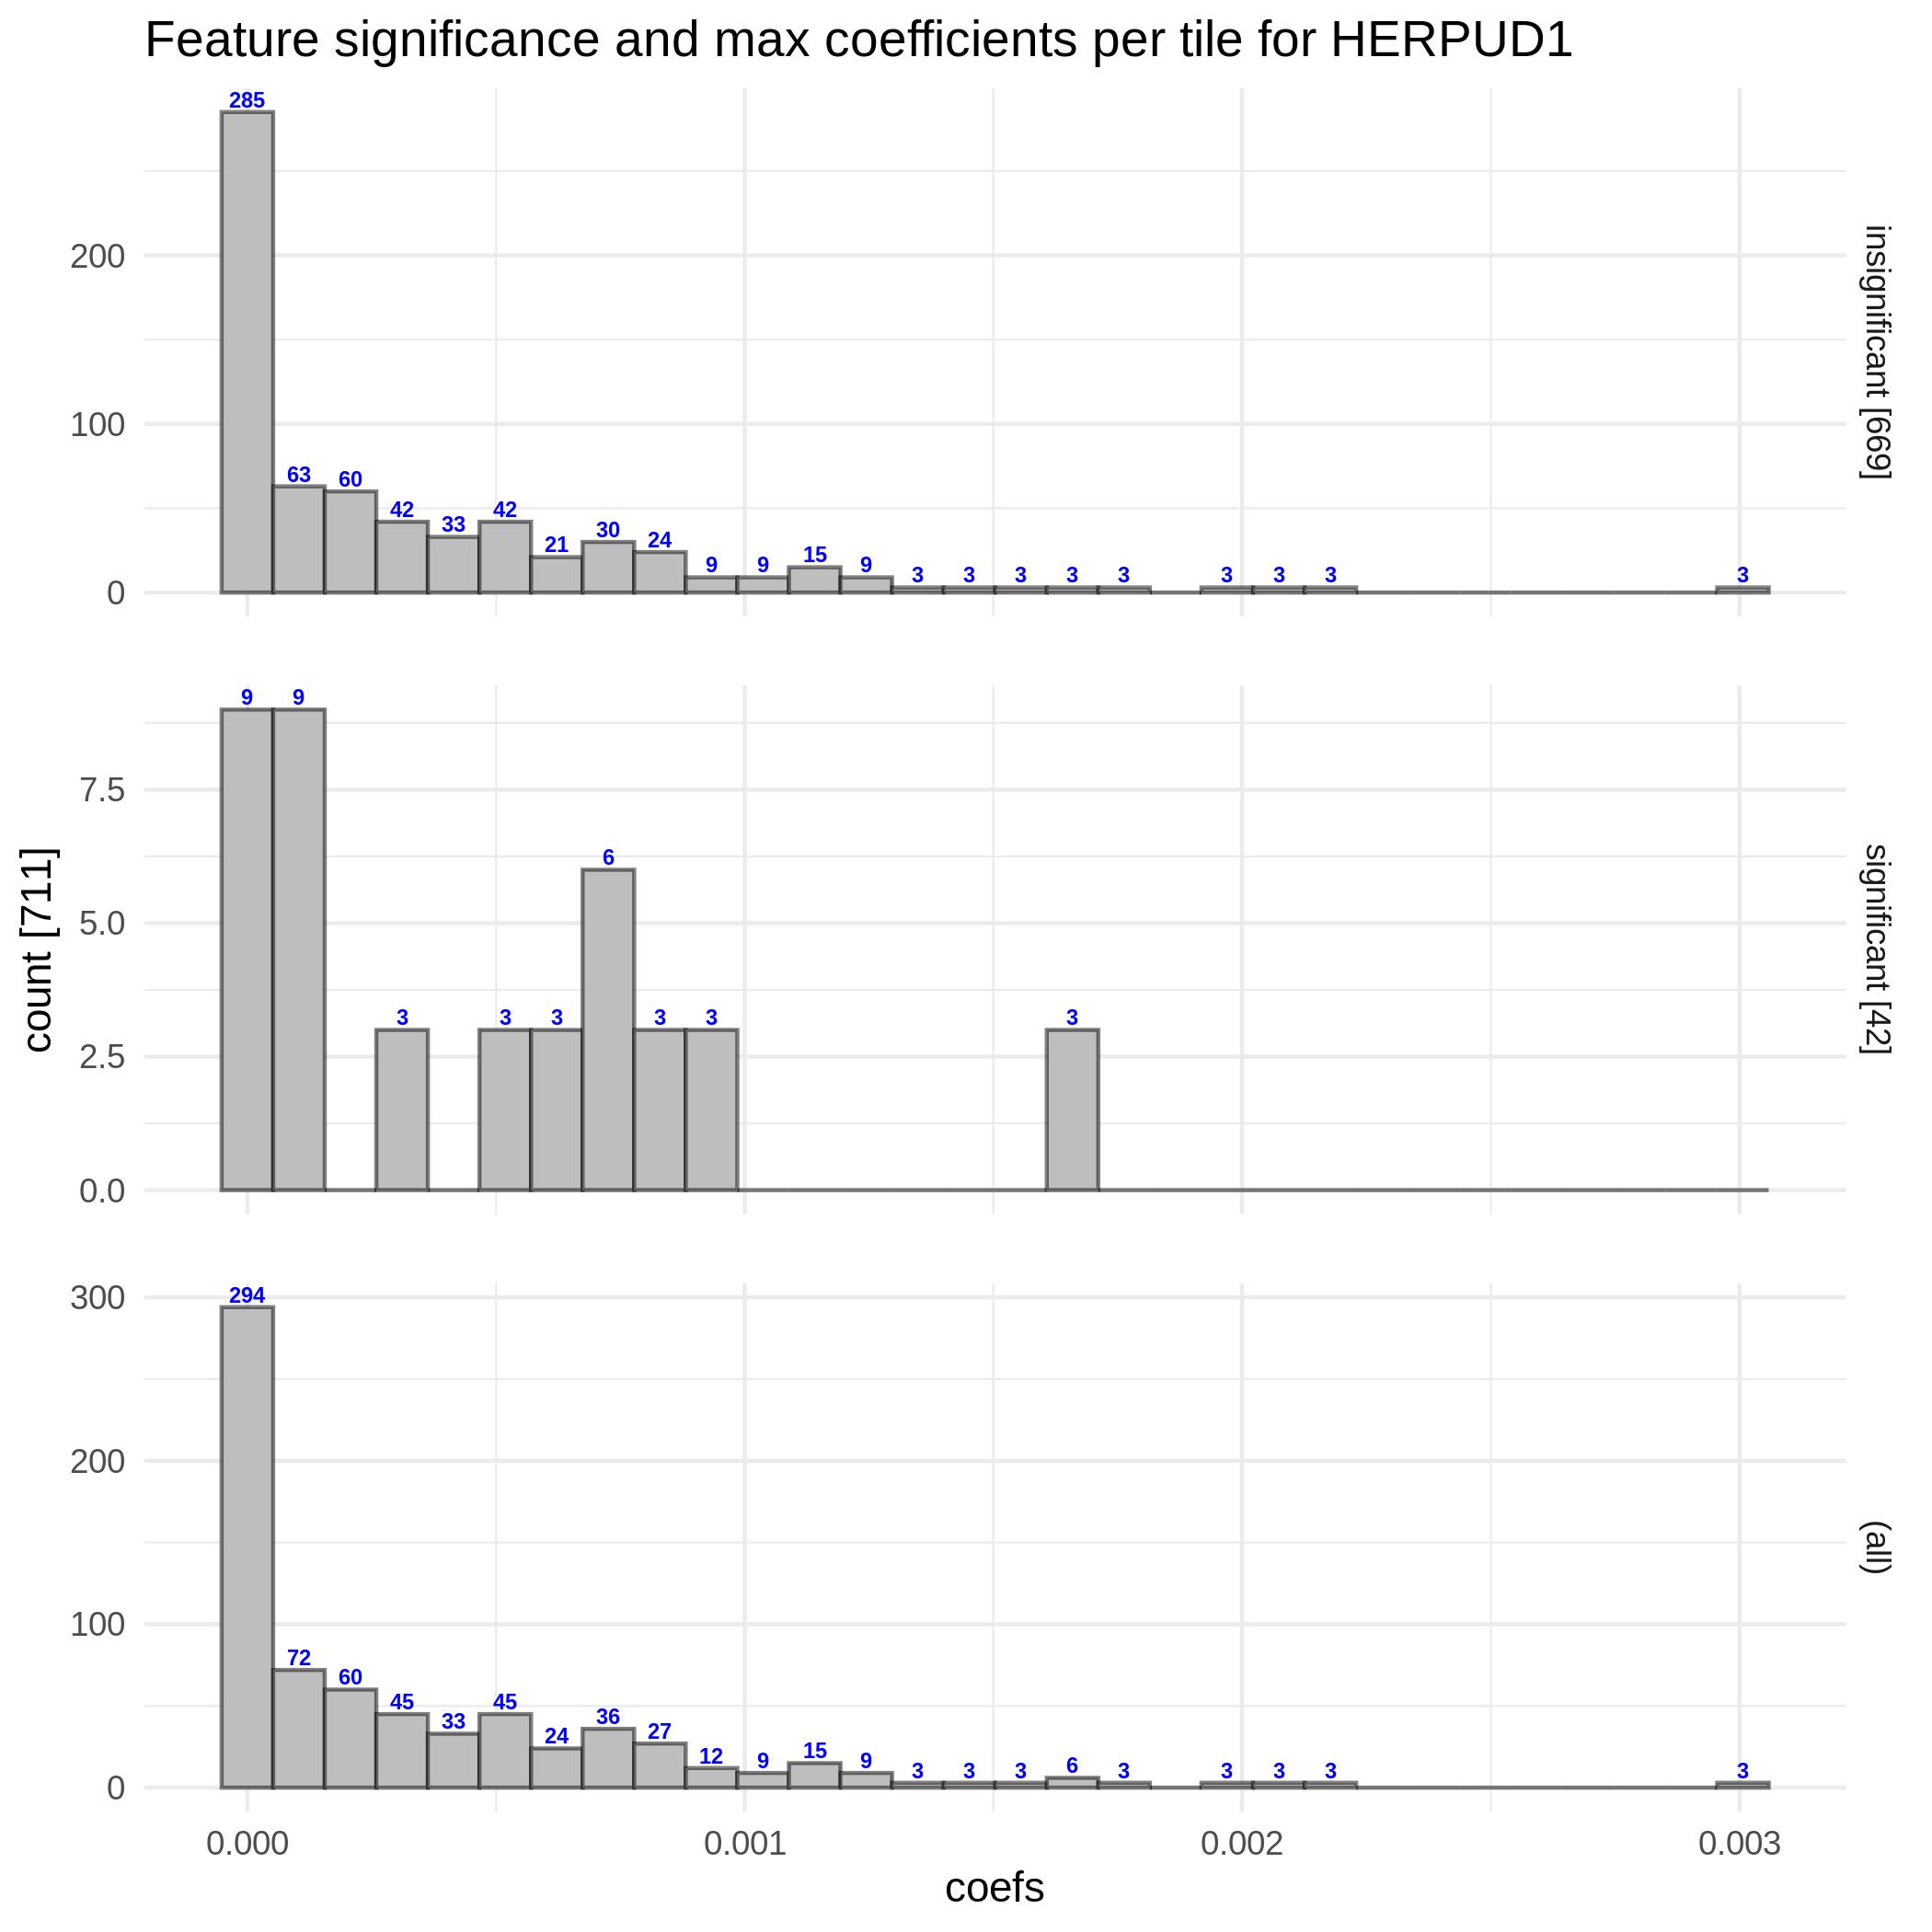 Feature significance and max coefficients per tile for HERPUD1
285
63 60 42 33 42 21 30 24 9 9 15 9 3 3 3 3 3 3 3 3 3
200
100
0
insignificant [669]
9 9 3 3 3 6 3 3 3
7.5
5.0
2.5
0.0
count [711]
significant [42]
294
72 60 45 33 45 24 36 27 12 9 15 9 3 3 3 6 3 3 3 3 3
300
200
100
0
(all)
0.000 0.001 0.002 0.003
coefs